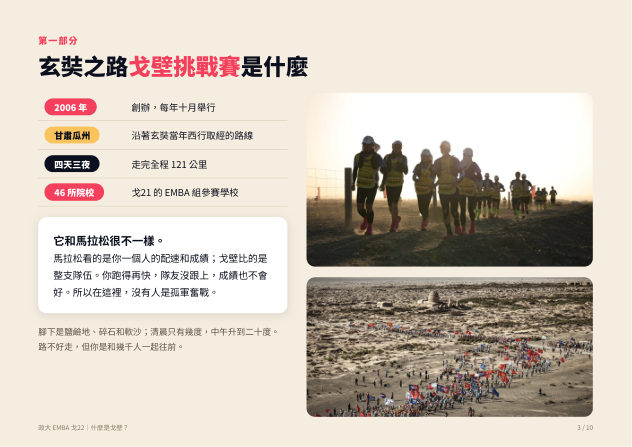 第一部分
玄奘之路戈壁挑戰賽是什麼
2006 年 創辦，每年十月舉行
甘肅瓜州 沿著玄奘當年西行取經的路線
四天三夜 走完全程 121 公里
46 所院校 戈21 的 EMBA 組參賽學校
它和馬拉松很不一樣。
馬拉松看的是你一個人的配速和成績；戈壁比的是
整支隊伍。你跑得再快，隊友沒跟上，成績也不會
好。所以在這裡，沒有人是孤軍奮戰。
腳下是鹽鹼地、碎石和軟沙；清晨只有幾度，中午升到二十度。
路不好走，但你是和幾千人一起往前。
政大 EMBA 戈22｜什麼是戈壁？
3 / 10